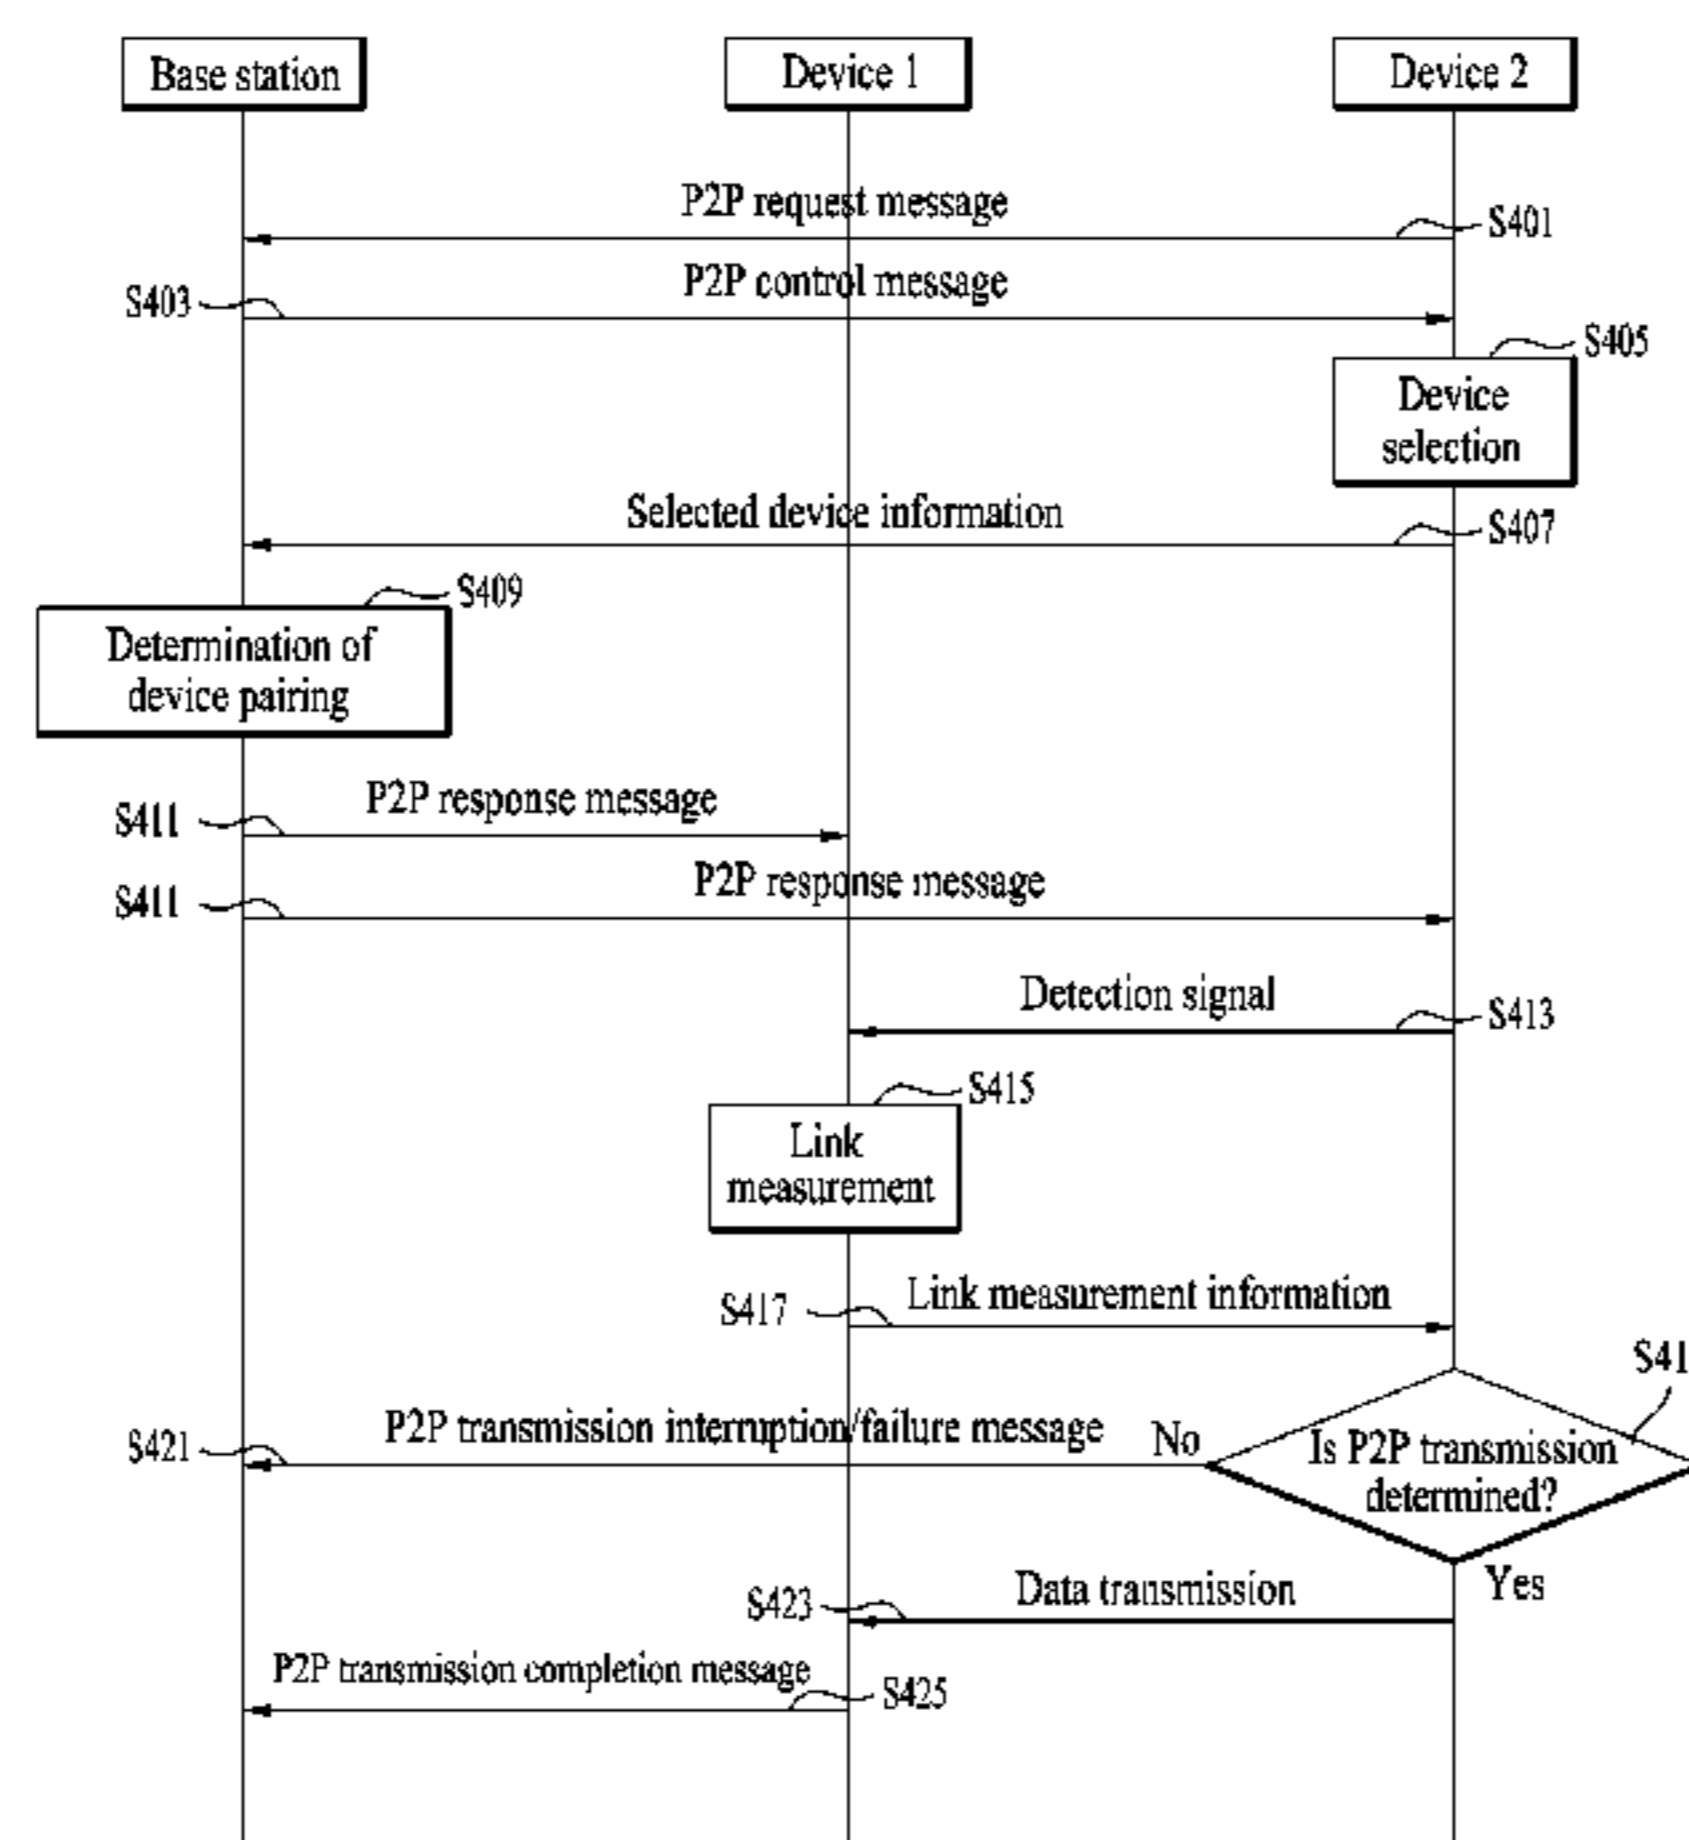 Base station
Device 1
Device 2
P2P request message
S401
P2P control message
S403
S405
Device
selection
Selected device information
S407
S409
Determination of
device pairing
P2P response message
S411
P2P response message
S411
Detection signal
S413
S415
Link
measurement
Link measurement information
S417
S41
P2P transmission interruption/failure message
No
S421
Is P2P transmission
determined?
Yes
Data transmission
S423
P2P transmission completion message
S425